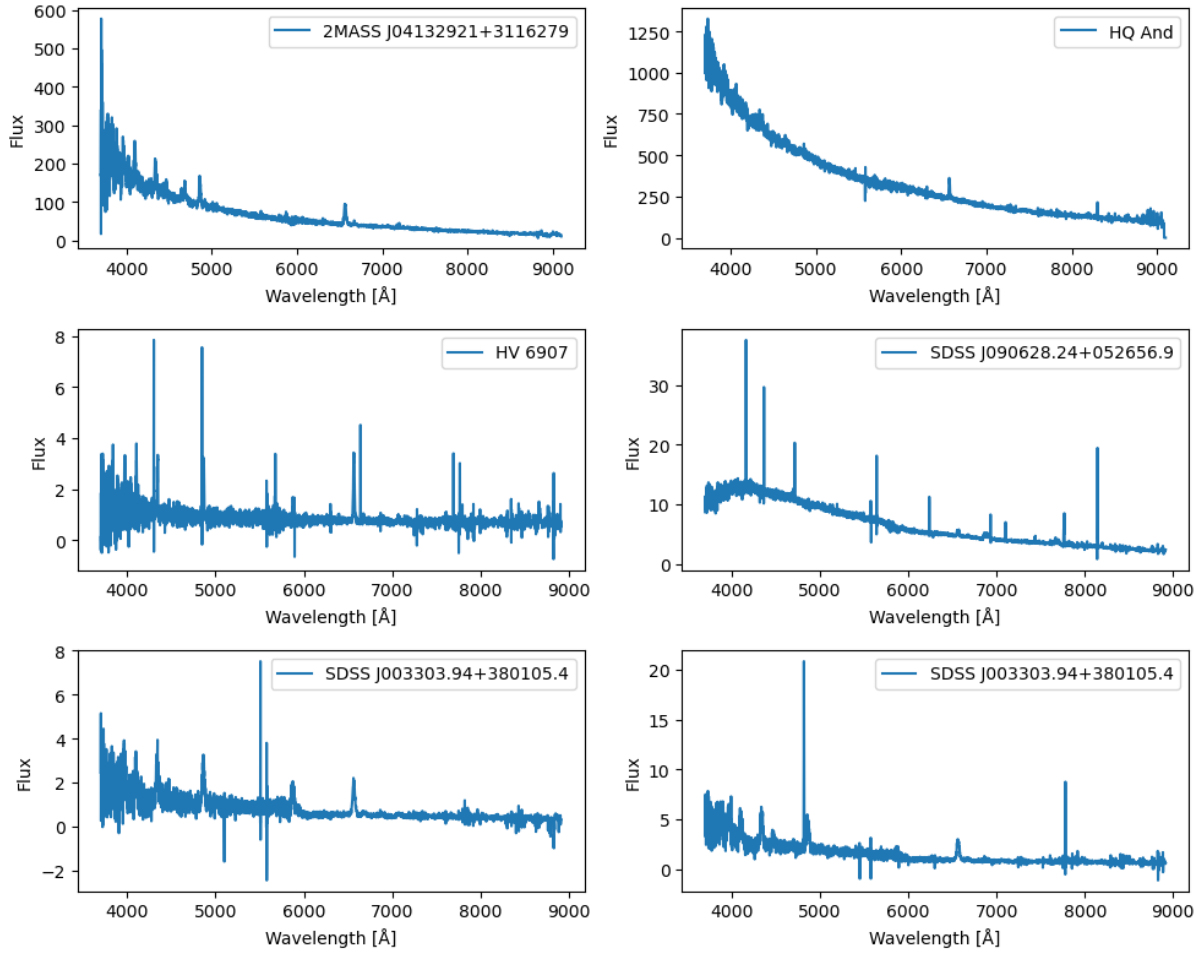 2MASS J04132921+3116279
600
500
400
300
200
100
0
Flux
4000 5000 6000 7000 8000 9000
Wavelength [Å]
HQ And
1250
1000
750
500
250
0
Flux
4000 5000 6000 7000 8000 9000
Wavelength [Å]
HV 6907
8
6
4
2
0
Flux
4000 5000 6000 7000 8000 9000
Wavelength [Å]
SDSS J090628.24+052656.9
30
20
10
0
Flux
4000 5000 6000 7000 8000 9000
Wavelength [Å]
SDSS J003303.94+380105.4
8
6
4
2
0
−2
Flux
4000 5000 6000 7000 8000 9000
Wavelength [Å]
SDSS J003303.94+380105.4
20
15
10
5
0
Flux
4000 5000 6000 7000 8000 9000
Wavelength [Å]